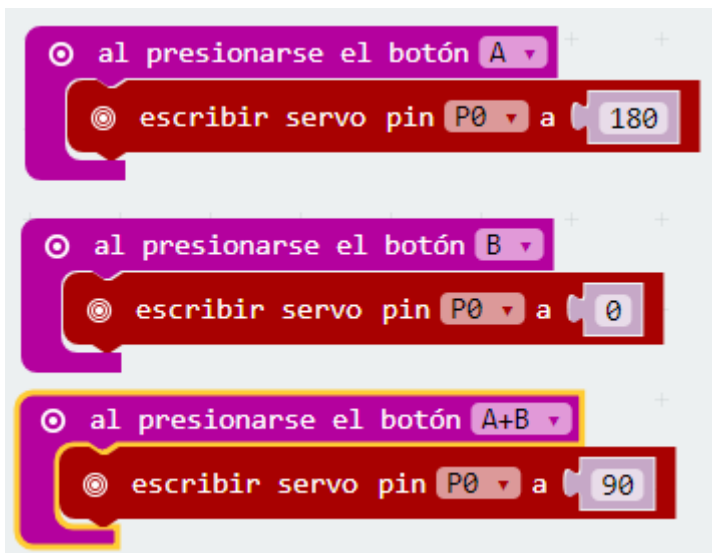 al presionarse el botón A
escribir servo pin P0 a 180
al presionarse el botón B
escribir servo pin P0 a 0
al presionarse el botón A+B
escribir servo pin P0 a 90